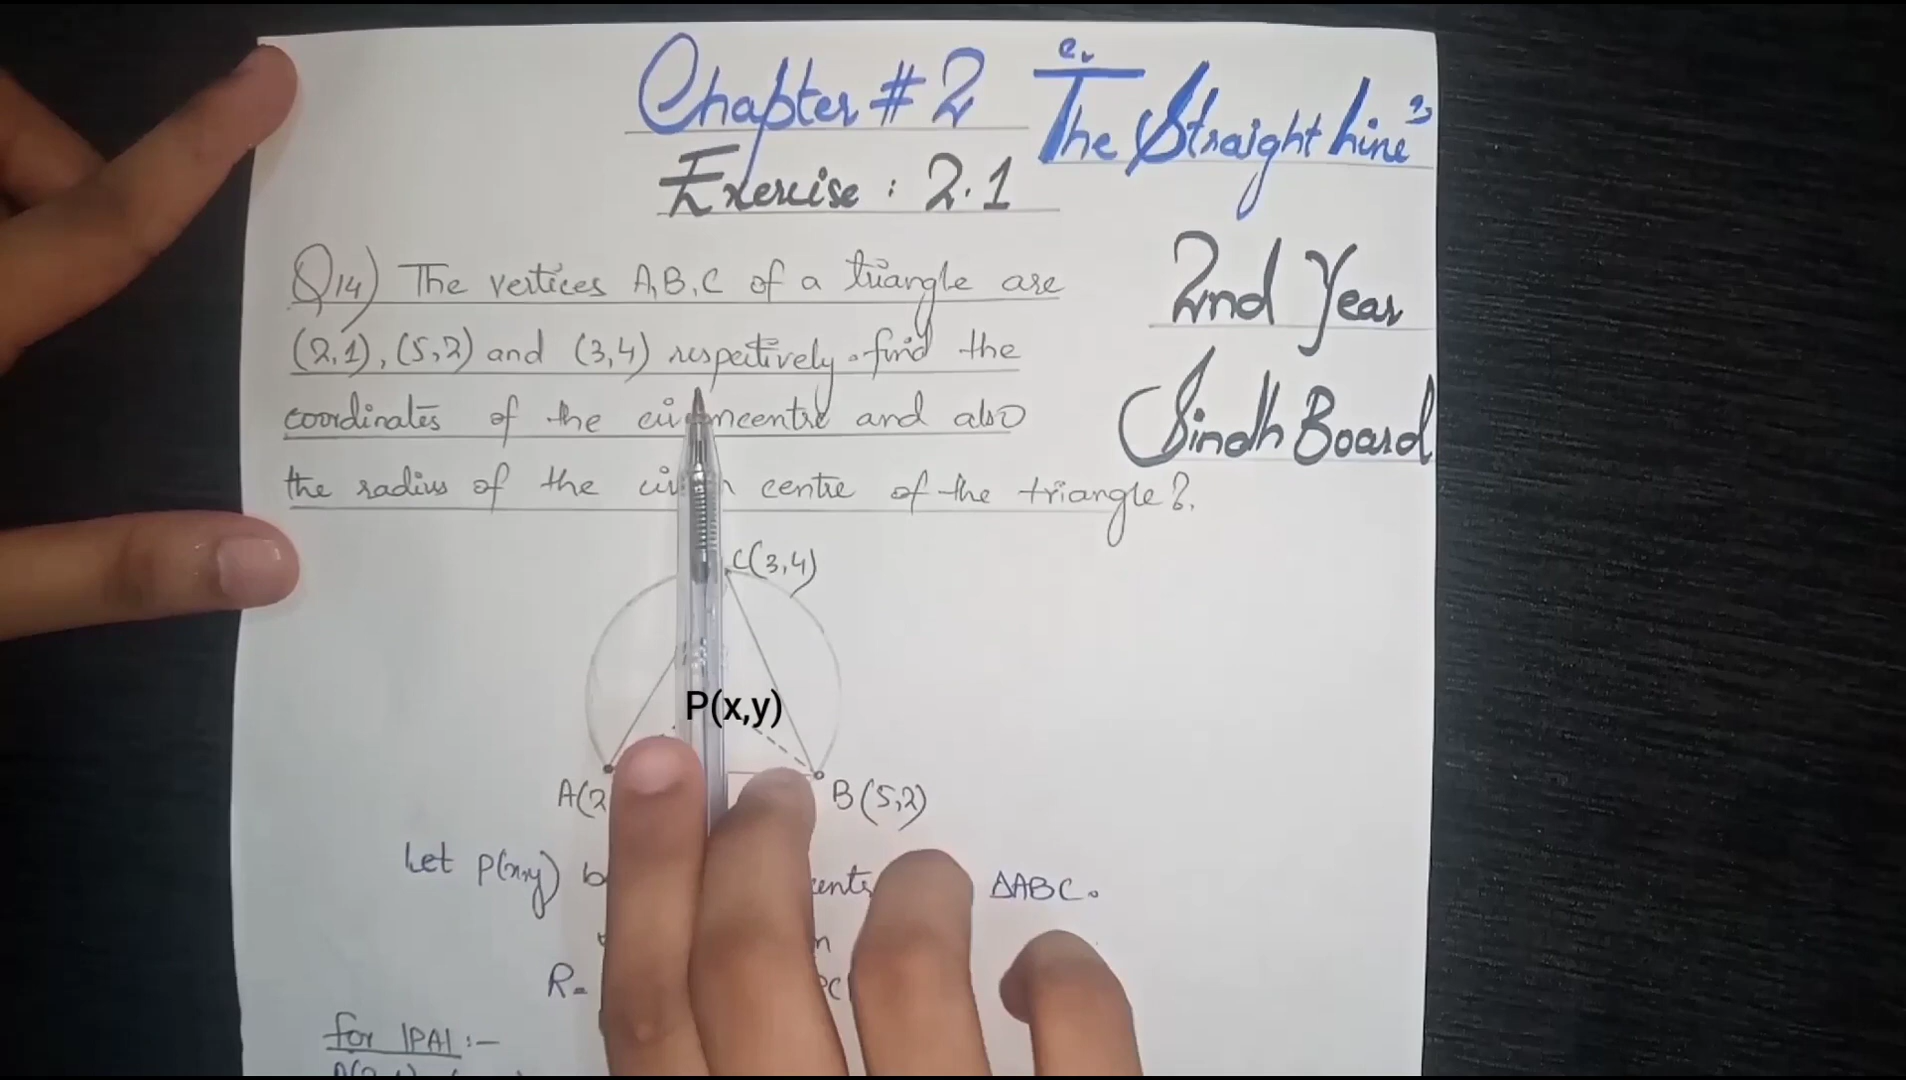 Chapter # 2 "The Straight Line"
Exercise : 2.1
2nd Year
Sindh Board
Q14) The vertices A,B,C of a triangle are
(2,1), (5,2) and (3,4) respectively. find the
coordinates of the and also
the radius of the centre of the triangle?.
C(3,4)
P(x,y)
A(2
B(5,2)
Let P(x,y) ΔABC.
R=
for |PA| :-